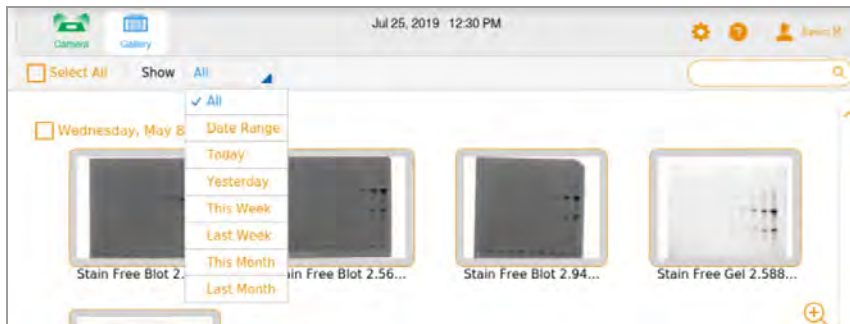 Jul 25, 2019 12:30 PM
Camera
Gallery
Select All Show All
All
Date Range
Today
Yesterday
This Week
Last Week
This Month
Last Month
Wednesday, May 8
Stain Free Blot 2.
in Free Blot 2.56...
Stain Free Blot 2.94...
Stain Free Gel 2.588...